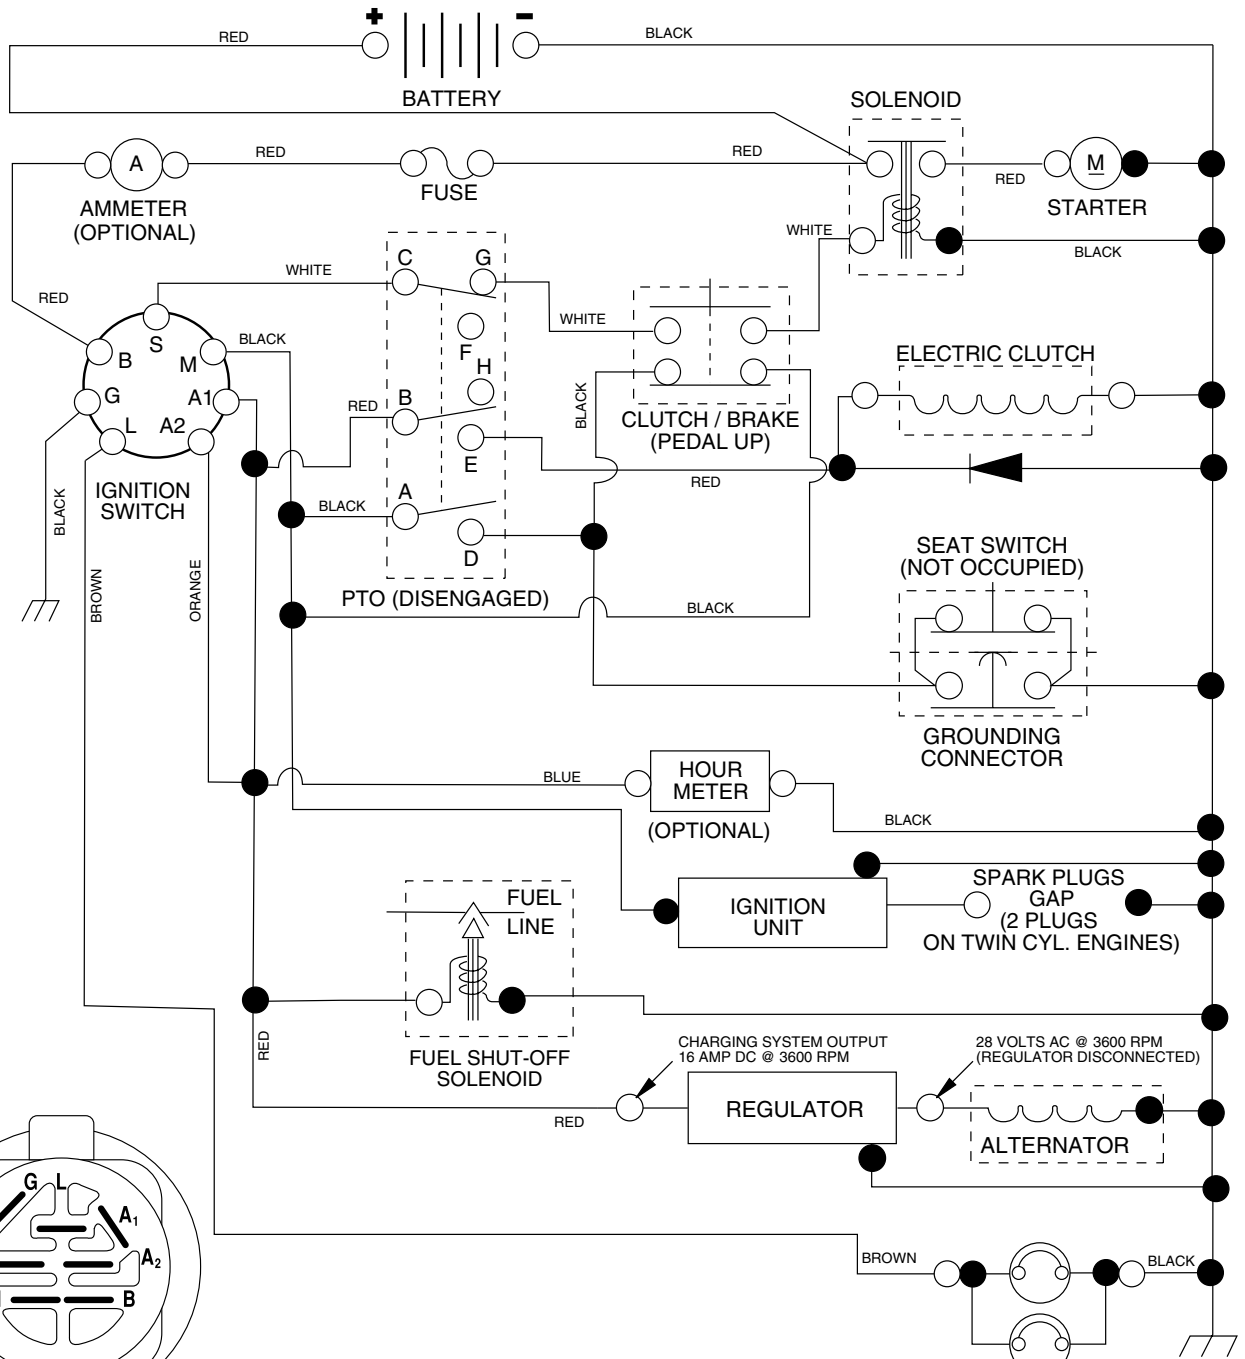 + -
RED
BLACK
BATTERY
SOLENOID
A
RED
RED
M
FUSE
RED
AMMETER
(OPTIONAL)
STARTER
WHITE
BLACK
C G
WHITE
RED
S
WHITE
BLACK
F
B
M
H
ELECTRIC CLUTCH
G
A1
B
RED
BLACK
L
A2
CLUTCH / BRAKE
(PEDAL UP)
E
RED
IGNITION
SWITCH
A
BLACK
BLACK
D
SEAT SWITCH
(NOT OCCUPIED)
BROWN
ORANGE
PTO (DISENGAGED)
BLACK
GROUNDING
CONNECTOR
BLUE
HOUR
METER
(OPTIONAL)
BLACK
FUEL
LINE
IGNITION
UNIT
SPARK PLUGS
GAP
(2 PLUGS
ON TWIN CYL. ENGINES)
RED
FUEL SHUT-OFF
SOLENOID
CHARGING SYSTEM OUTPUT
16 AMP DC @ 3600 RPM
28 VOLTS AC @ 3600 RPM
(REGULATOR DISCONNECTED)
RED
REGULATOR
ALTERNATOR
G L
A1
A2
B
BROWN
BLACK